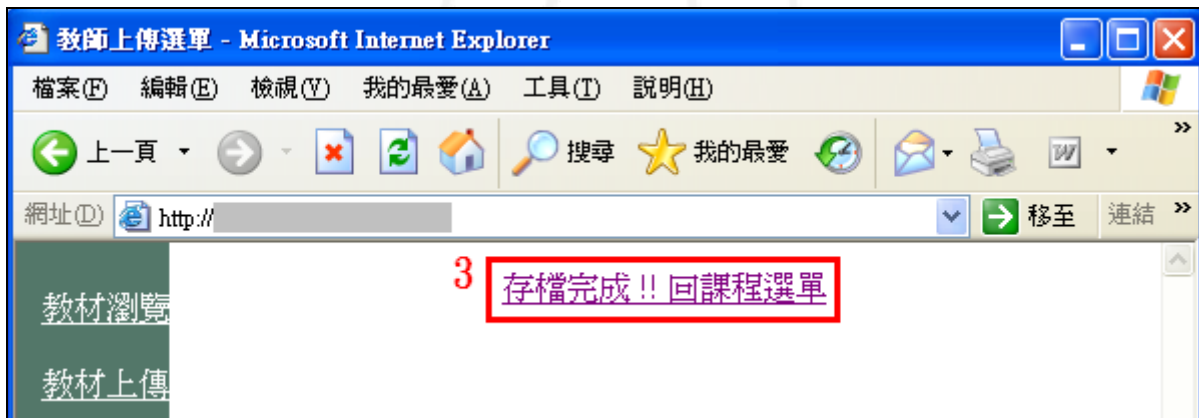 教師上傳選單 - Microsoft Internet Explorer
檔案(F) 編輯(E) 檢視(V) 我的最愛(A) 工具(T) 說明(H)
上一頁 搜尋 我的最愛 W »
網址(D) http:// 移至 連結 »
3 存檔完成!!回課程選單
教材瀏覽
教材上傳